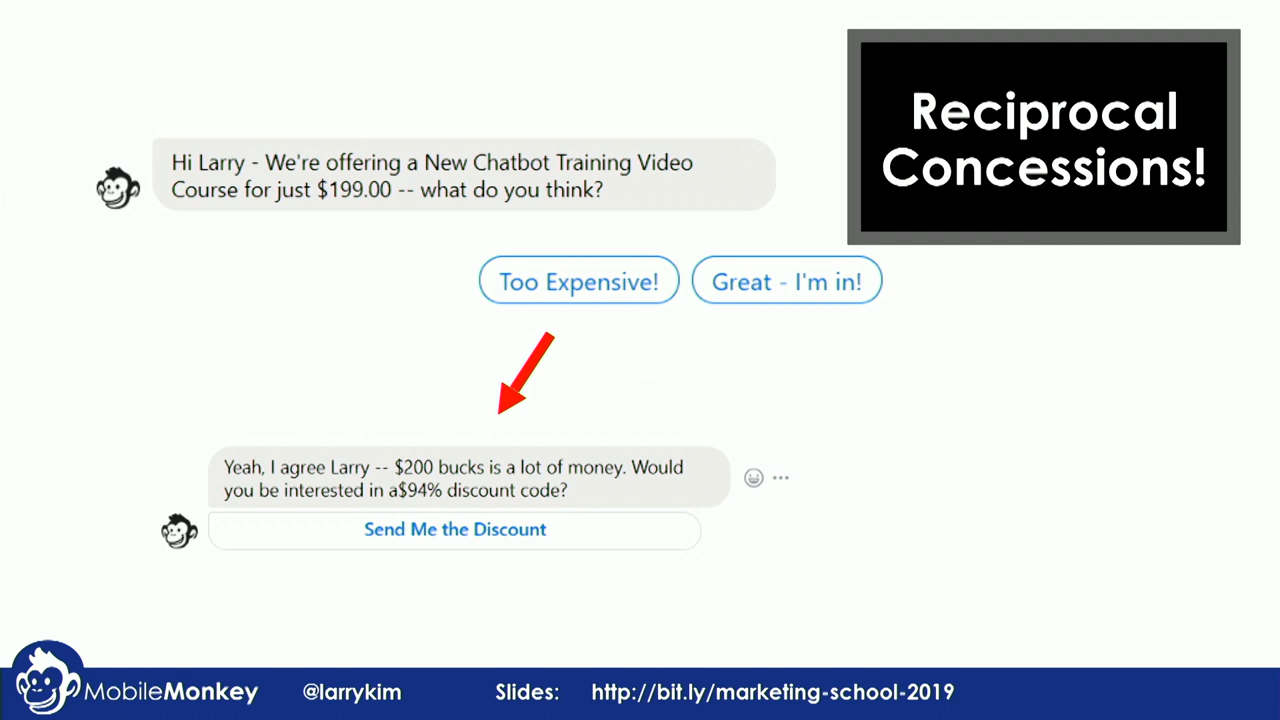 Reciprocal
Concessions!
Hi Larry - We're offering a New Chatbot Training Video
Course for just $199.00 -- what do you think?
Too Expensive!
Great - I'm in!
Yeah, I agree Larry -- $200 bucks is a lot of money. Would
you be interested in a$94% discount code?
Send Me the Discount
MobileMonkey
@larrykim
Slides:
http://bit.ly/marketing-school-2019